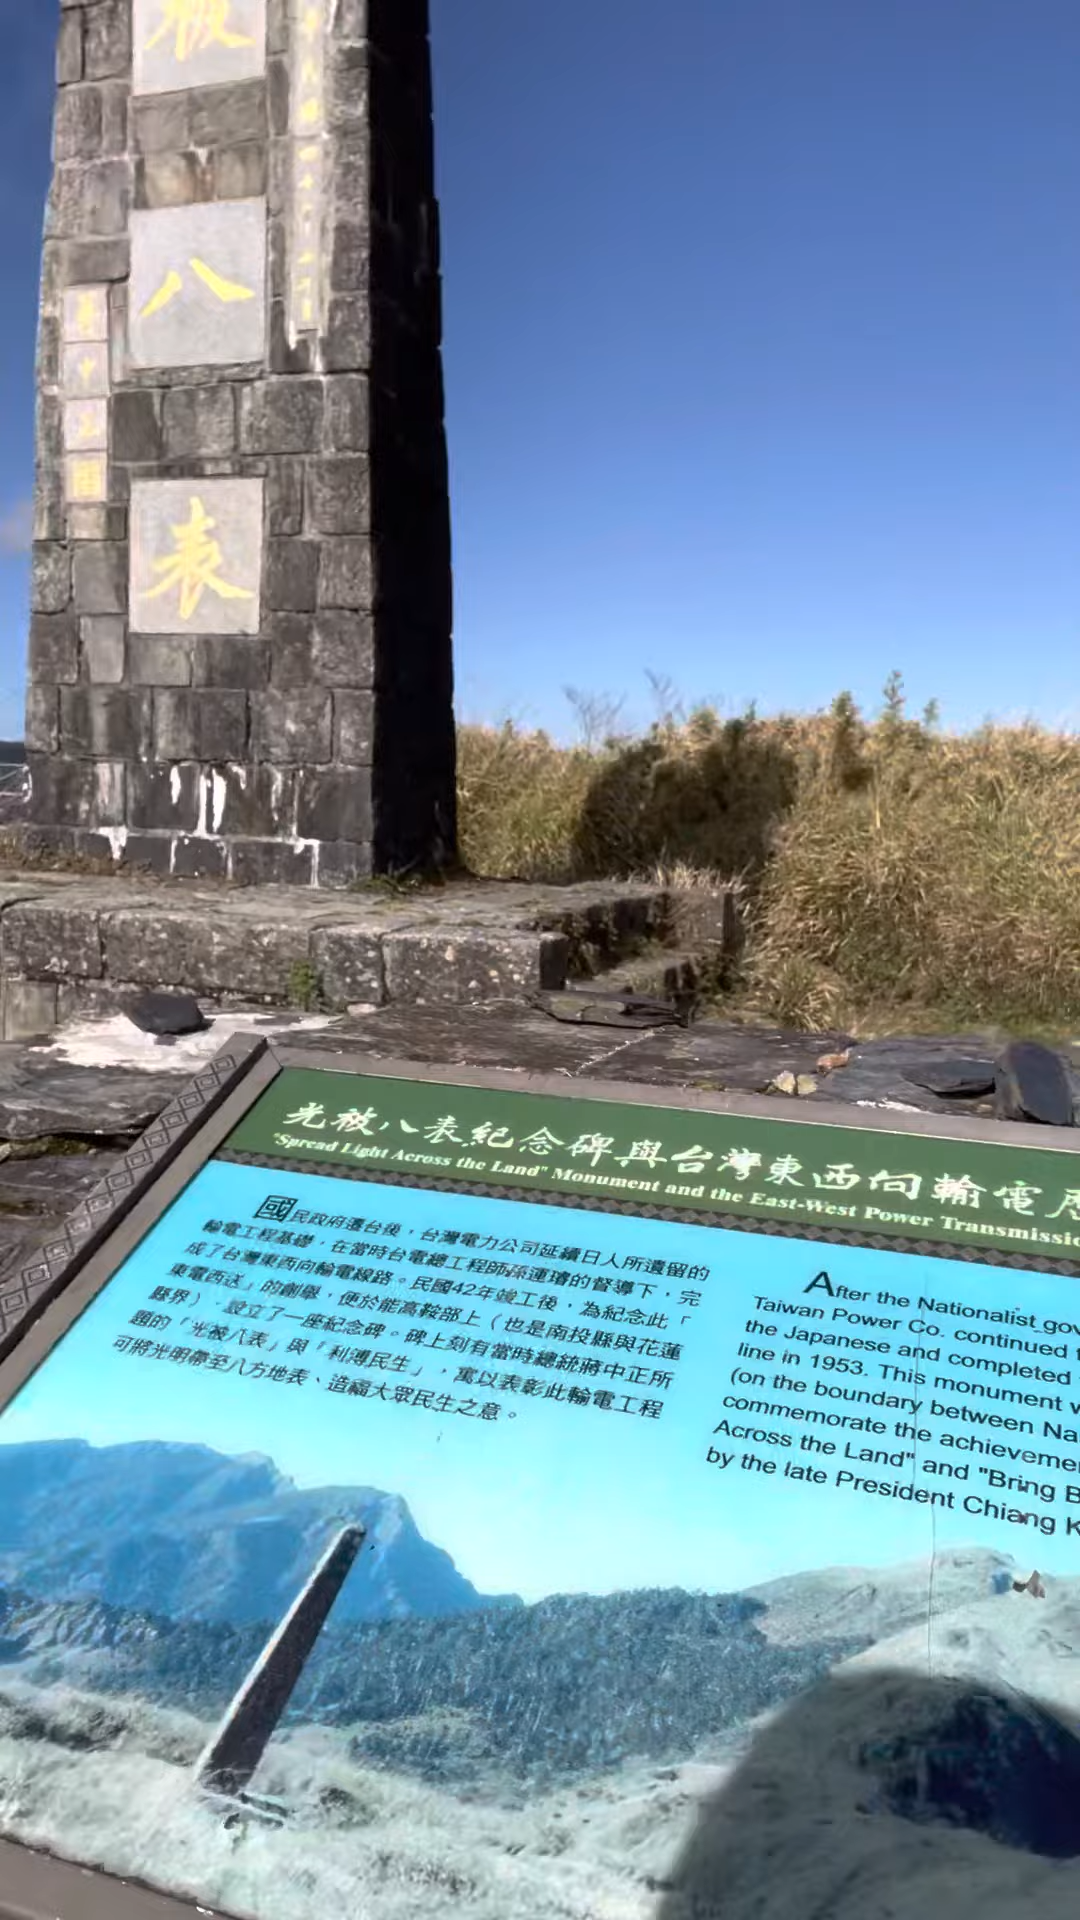 被
八
表
蔣中正題
光被八表紀念碑與台灣東西向輸電歷
"Spread Light Across the Land" Monument and the East-West Power Transmissio
國民政府遷台後，台灣電力公司延續日人所遺留的
輸電工程基礎，在當時台電總工程師孫運璿的督導下，完
成了台灣東西向輸電線路。民國42年竣工後，為紀念此「
東電西送」的創舉，便於能高鞍部上（也是南投縣與花蓮
縣界），設立了一座紀念碑。碑上刻有當時總統蔣中正所
題的「光被八表」與「利溥民生」，寓以表彰此輸電工程
可將光明帶至八方地表、造福大眾民生之意。
After the Nationalist gov
Taiwan Power Co. continued t
the Japanese and completed
line in 1953. This monument w
(on the boundary between Na
commemorate the achieveme
Across the Land" and "Bring B
by the late President Chiang K